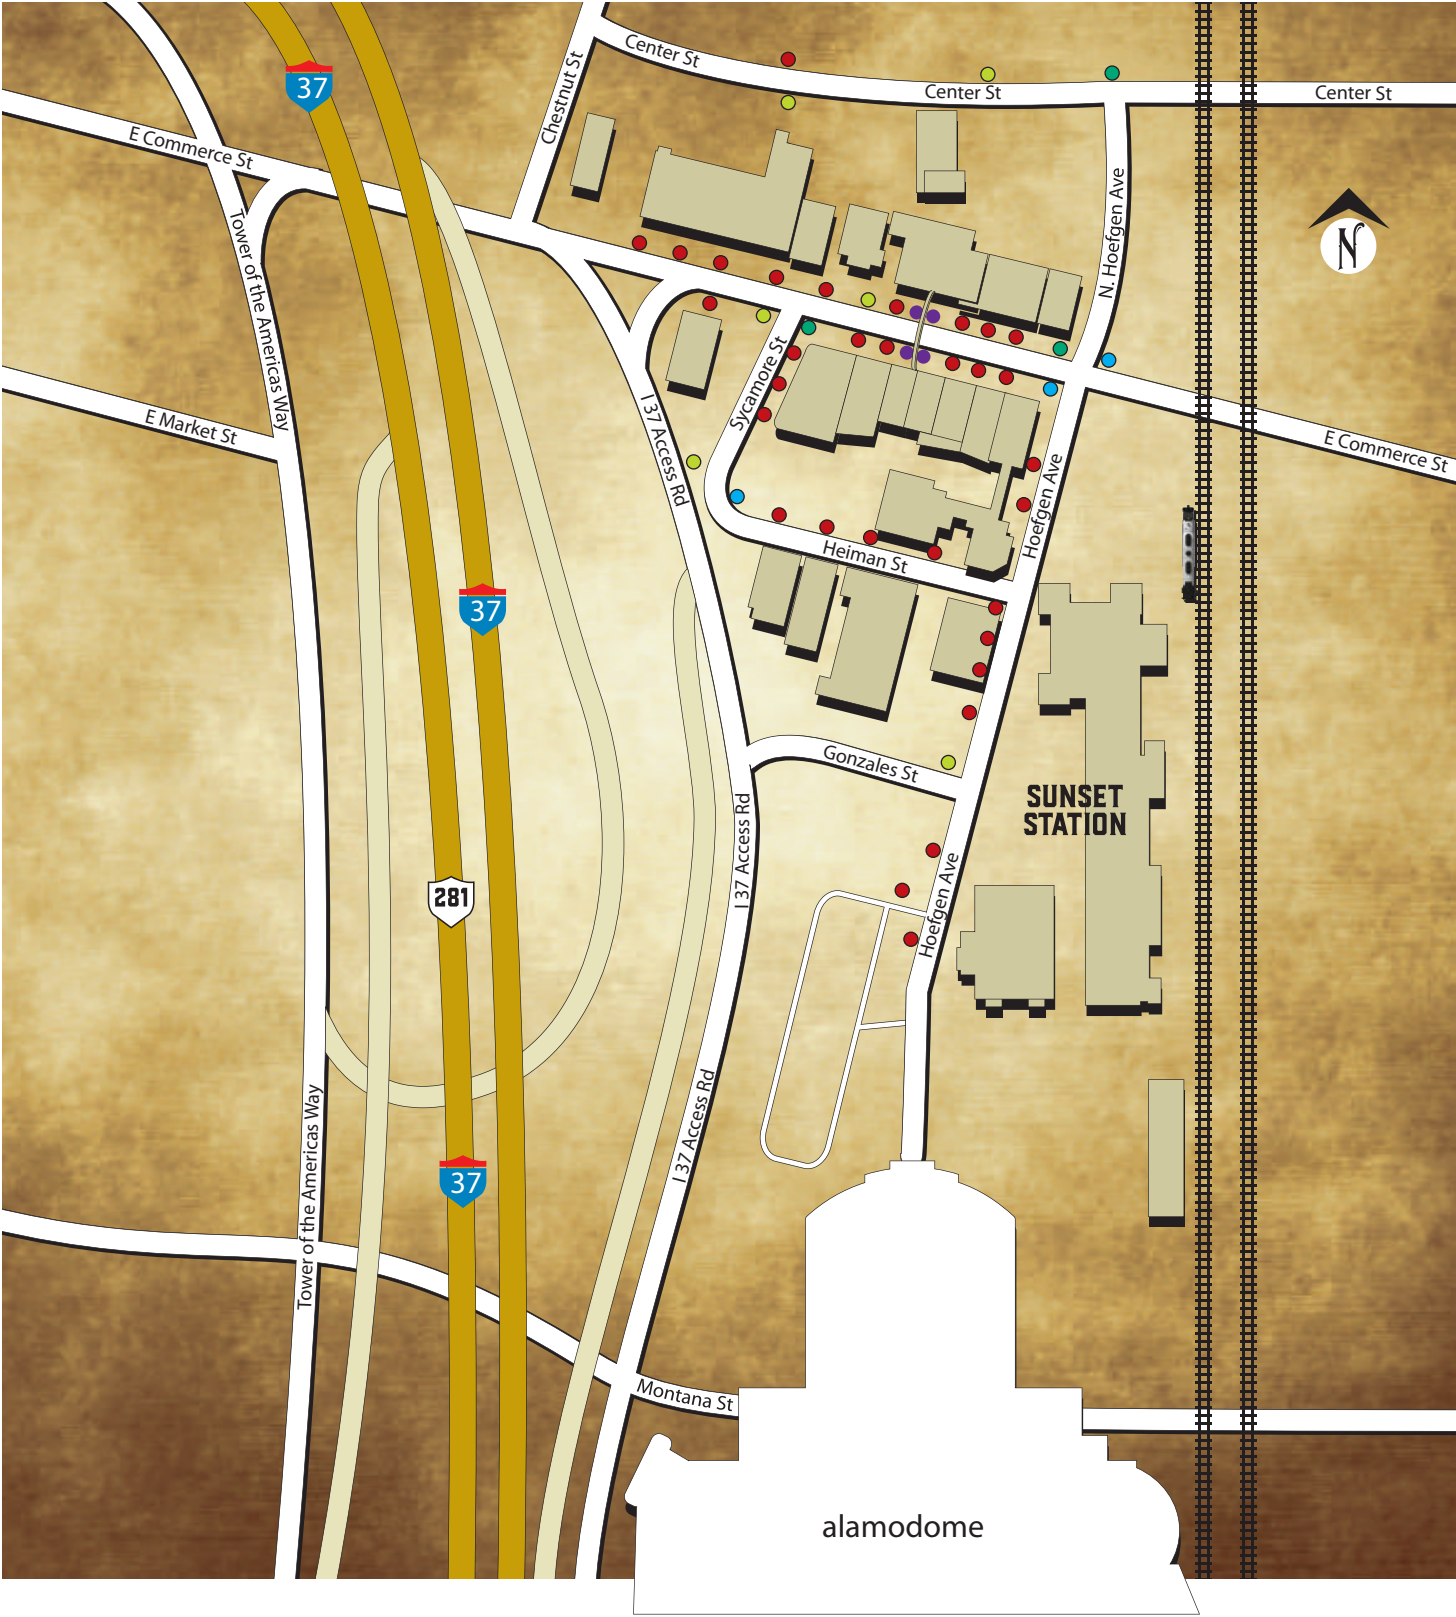 Center St
37
Chestnut St
Center St
Center St
E Commerce St
N. Hoefgen Ave
Tower of the Americas Way
N
Sycamore St
I 37 Access Rd
E Market St
E Commerce St
Hoefgen Ave
Heiman St
37
Gonzales St
SUNSET
STATION
I 37 Access Rd
281
Hoefgen Ave
I 37 Access Rd
37
Tower of the Americas Way
Montana St
alamodome